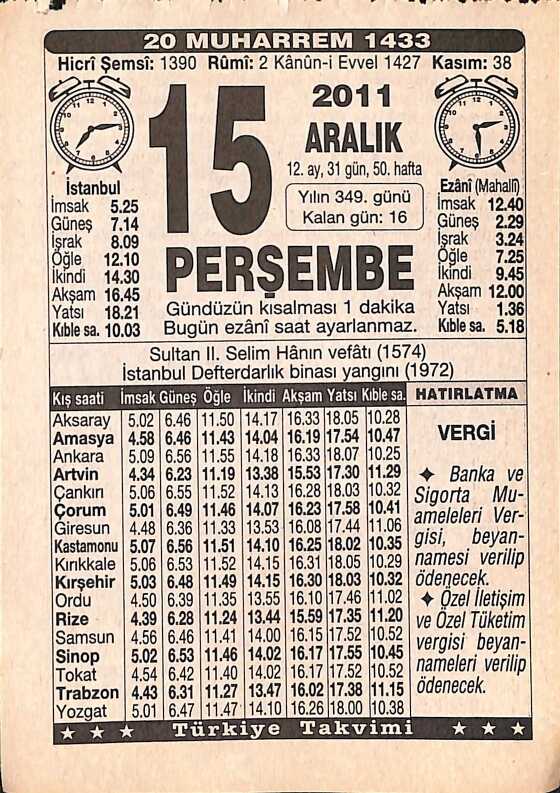 20 MUHARREM 1433
Hicrî Şemsî: 1390 Rûmî: 2 Kânûn-i Evvel 1427 Kasım: 38
15
2011
ARALIK
12. ay, 31 gün, 50. hafta
Yılın 349. günü
Kalan gün: 16
PERŞEMBE
Gündüzün kısalması 1 dakika
Bugün ezânî saat ayarlanmaz.
İstanbul
İmsak 5.25
Güneş 7.14
İşrak 8.09
Öğle 12.10
İkindi 14.30
Akşam 16.45
Yatsı 18.21
Kıble sa. 10.03
Ezânî (Mahallî)
İmsak 12.40
Güneş 2.29
İşrak 3.24
Öğle 7.25
İkindi 9.45
Akşam 12.00
Yatsı 1.36
Kıble sa. 5.18
Sultan II. Selim Hânın vefâtı (1574)
İstanbul Defterdarlık binası yangını (1972)
Kış saati İmsak Güneş Öğle İkindi Akşam Yatsı Kıble sa.
Aksaray 5.02 6.46 11.50 14.17 16.33 18.05 10.28
Amasya 4.58 6.46 11.43 14.04 16.19 17.54 10.47
Ankara 5.09 6.56 11.55 14.18 16.33 18.07 10.25
Artvin 4.34 6.23 11.19 13.38 15.53 17.30 11.29
Çankırı 5.06 6.55 11.52 14.13 16.28 18.03 10.32
Çorum 5.01 6.49 11.46 14.07 16.23 17.58 10.41
Giresun 4.48 6.36 11.33 13.53 16.08 17.44 11.06
Kastamonu 5.07 6.56 11.51 14.10 16.25 18.02 10.35
Kırıkkale 5.06 6.53 11.52 14.15 16.31 18.05 10.29
Kırşehir 5.03 6.48 11.49 14.15 16.30 18.03 10.32
Ordu 4.50 6.39 11.35 13.55 16.10 17.46 11.02
Rize 4.39 6.28 11.24 13.44 15.59 17.35 11.20
Samsun 4.56 6.46 11.41 14.00 16.15 17.52 10.52
Sinop 5.02 6.53 11.46 14.02 16.17 17.55 10.45
Tokat 4.54 6.42 11.40 14.02 16.17 17.52 10.52
Trabzon 4.43 6.31 11.27 13.47 16.02 17.38 11.15
Yozgat 5.01 6.47 11.47 14.10 16.26 18.00 10.38
HATIRLATMA
VERGİ
✦ Banka ve
Sigorta Mu-
ameleleri Ver-
gisi, beyan-
namesi verilip
ödenecek.
✦ Özel İletişim
ve Özel Tüketim
vergisi beyan-
nameleri verilip
ödenecek.
★ ★ ★ Türkiye Takvimi ★ ★ ★